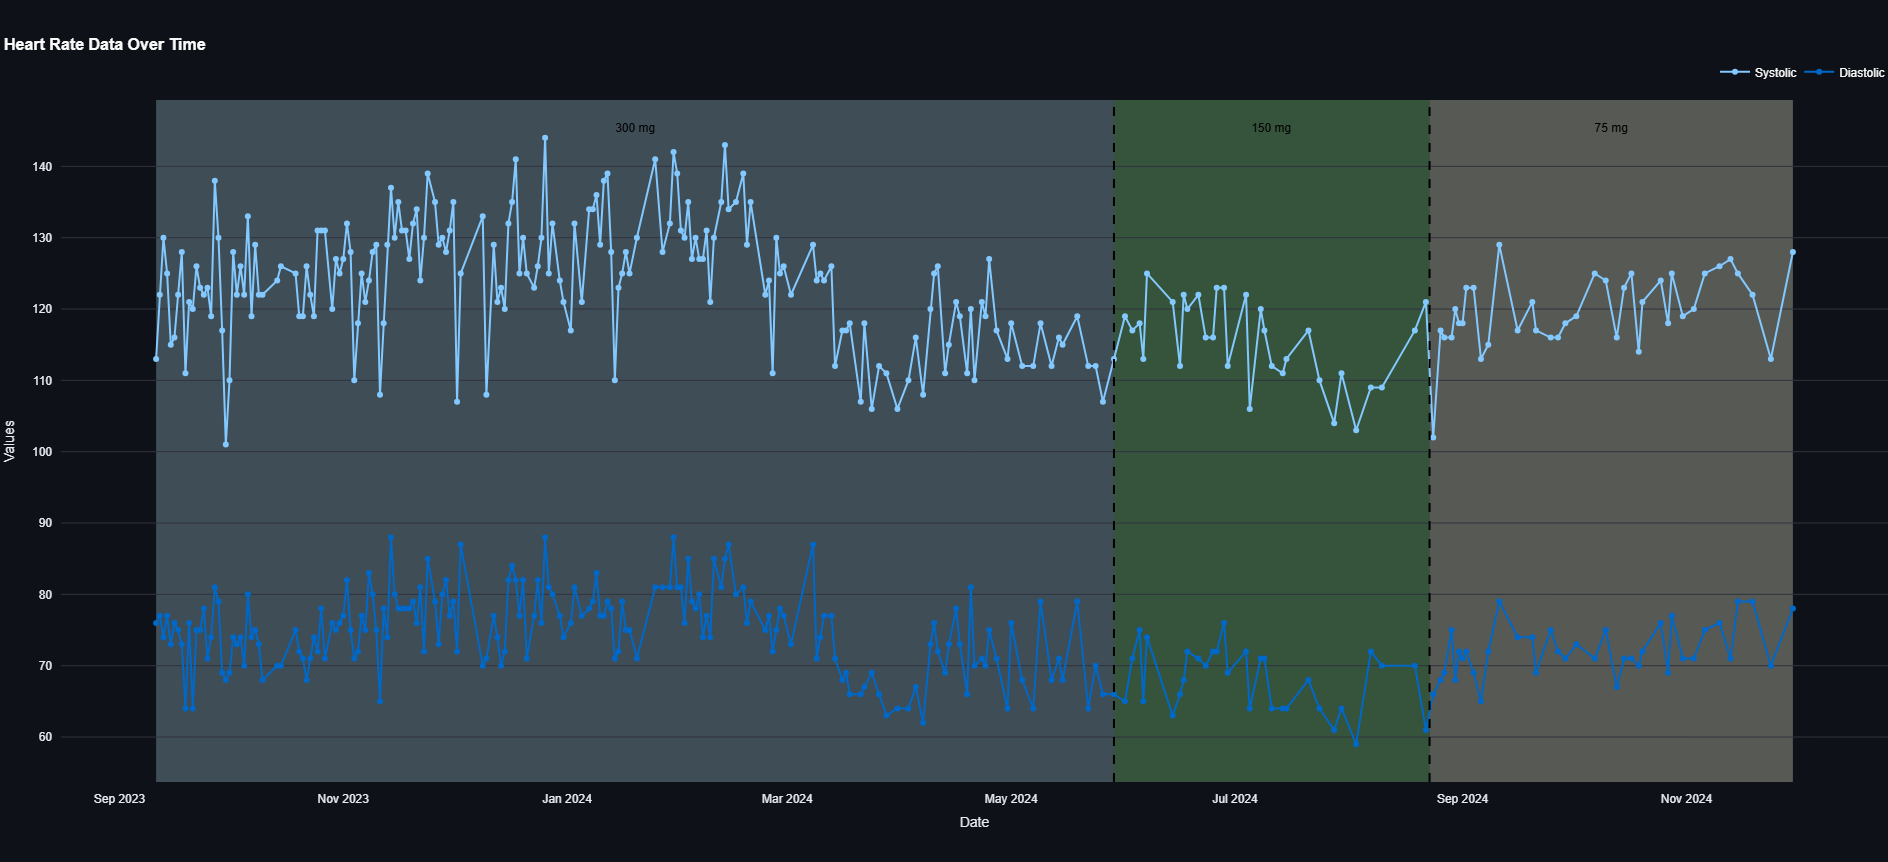 Heart Rate Data Over Time
Systolic
Diastolic
300 mg
150 mg
75 mg
140
130
120
110
100
90
80
70
60
Values
Sep 2023
Nov 2023
Jan 2024
Mar 2024
May 2024
Jul 2024
Sep 2024
Nov 2024
Date